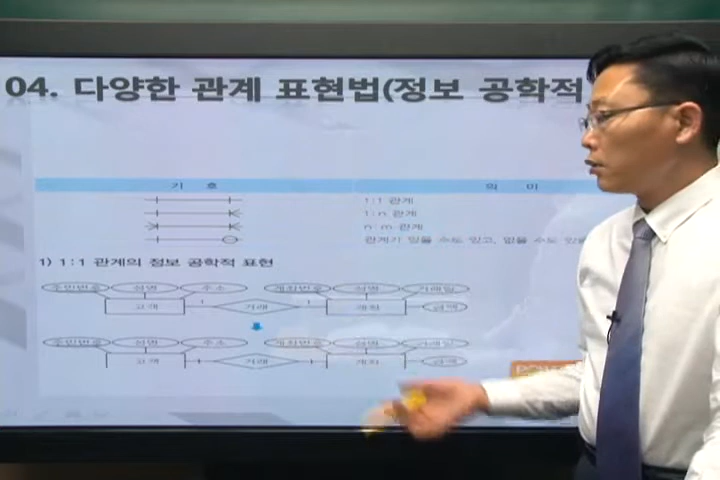 04. 다양한 관계 표현법(정보 공학적
기 호 의 미
1:1 관계
1:n 관계
n:m 관계
관계가 있을 수도 있고, 없을 수도 있
1) 1:1 관계의 정보 공학적 표현
주민번호 성명 주소 계좌번호 성명 거래일
고객 1 거래 1 계좌 금액
주민번호 성명 주소 계좌번호 성명 거래일
고객 거래 계좌 금액